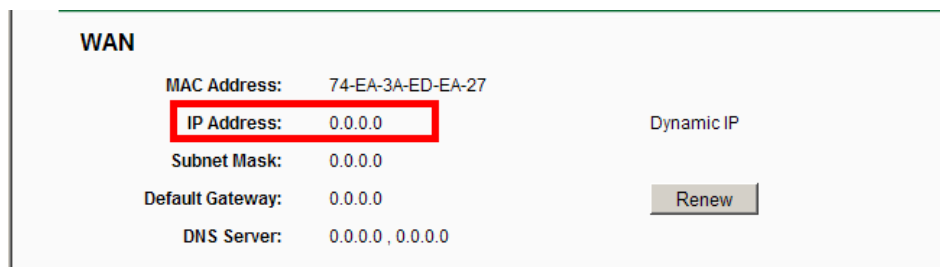 WAN
MAC Address: 74-EA-3A-ED-EA-27
IP Address: 0.0.0.0 Dynamic IP
Subnet Mask: 0.0.0.0
Default Gateway: 0.0.0.0 Renew
DNS Server: 0.0.0.0 , 0.0.0.0